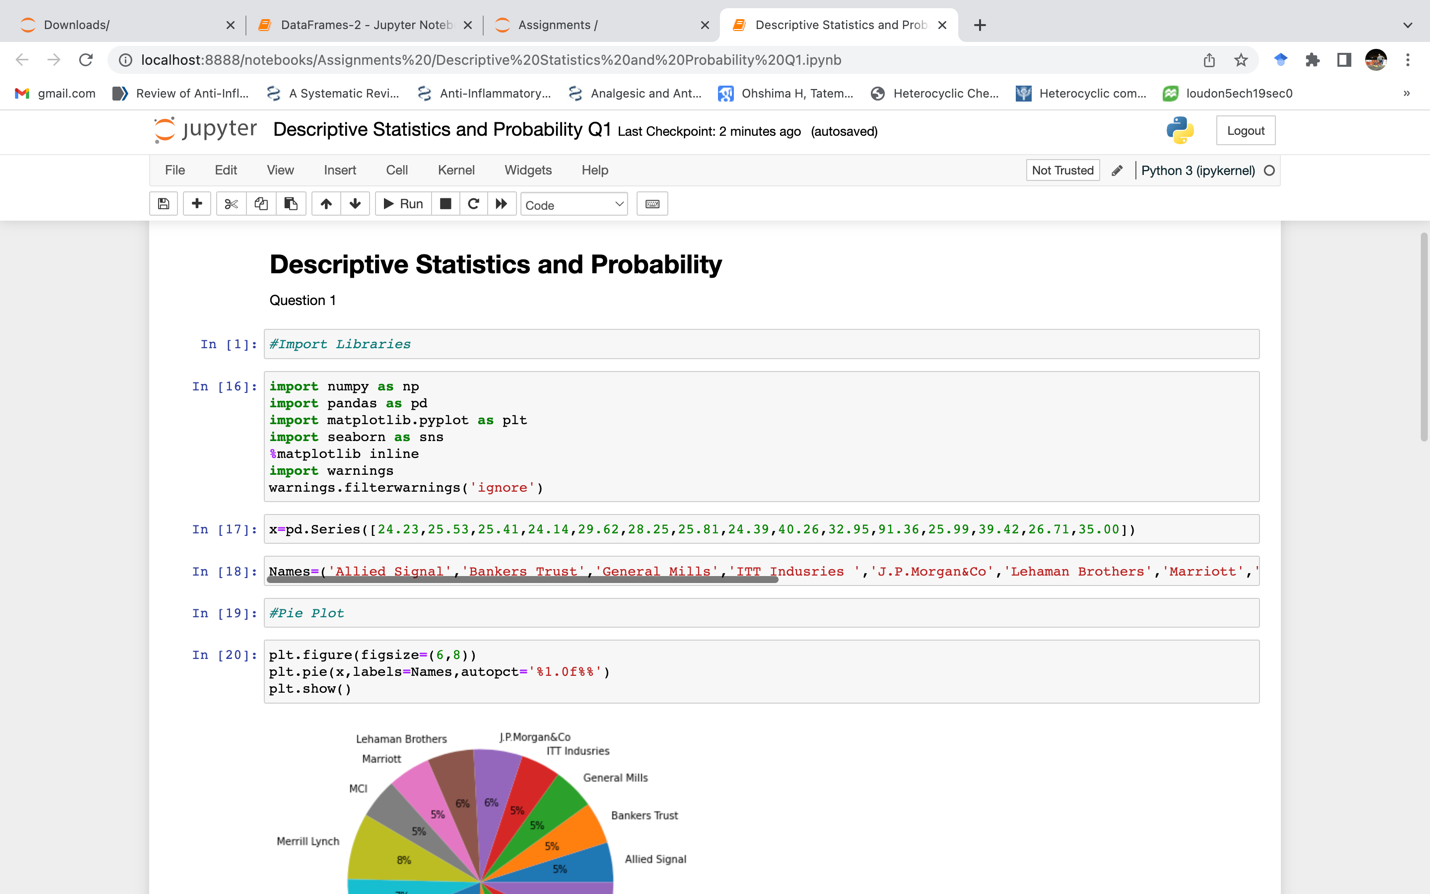 Downloads/
DataFrames-2 - Jupyter Noteb
Assignments /
Descriptive Statistics and Prob
localhost:8888/notebooks/Assignments%20/Descriptive%20Statistics%20and%20Probability%20Q1.ipynb
gmail.com
Review of Anti-Infl...
A Systematic Revi...
Anti-Inflammatory...
Analgesic and Ant...
Ohshima H, Tatem...
Heterocyclic Che...
Heterocyclic com...
loudon5ech19sec0
»
jupyter Descriptive Statistics and Probability Q1 Last Checkpoint: 2 minutes ago (autosaved)
Logout
File Edit View Insert Cell Kernel Widgets Help
Not Trusted
Python 3 (ipykernel)
Run
Code
Descriptive Statistics and Probability
Question 1
In [1]: #Import Libraries
In [16]: import numpy as np
import pandas as pd
import matplotlib.pyplot as plt
import seaborn as sns
%matplotlib inline
import warnings
warnings.filterwarnings('ignore')
In [17]: x=pd.Series([24.23,25.53,25.41,24.14,29.62,28.25,25.81,24.39,40.26,32.95,91.36,25.99,39.42,26.71,35.00])
In [18]: Names=('Allied Signal','Bankers Trust','General Mills','ITT Indusries ','J.P.Morgan&Co','Lehaman Brothers','Marriott','
In [19]: #Pie Plot
In [20]: plt.figure(figsize=(6,8))
plt.pie(x,labels=Names,autopct='%1.0f%%')
plt.show()
Lehaman Brothers
J.P.Morgan&Co
ITT Indusries
Marriott
General Mills
MCI
6%
6%
5%
5%
Bankers Trust
5%
5%
Merrill Lynch
5%
8%
Allied Signal
5%